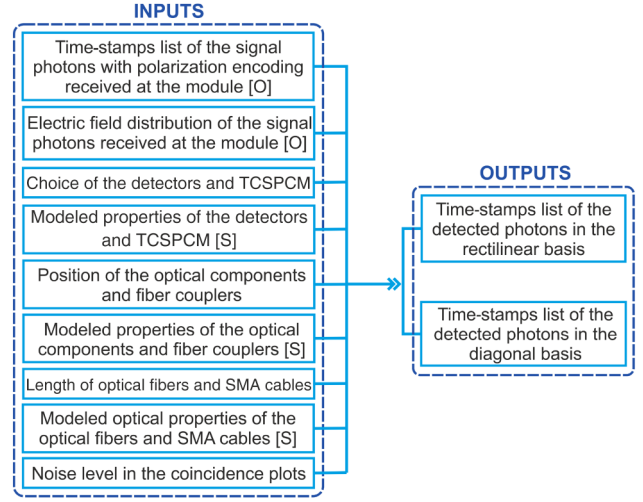 INPUTS
Time-stamps list of the signal
photons with polarization encoding
received at the module [O]
Electric field distribution of the signal
photons received at the module [O]
Choice of the detectors and TCSPCM
Modeled properties of the detectors
and TCSPCM [S]
Position of the optical components
and fiber couplers
Modeled properties of the optical
components and fiber couplers [S]
Length of optical fibers and SMA cables
Modeled optical properties of the
optical fibers and SMA cables [S]
Noise level in the coincidence plots
OUTPUTS
Time-stamps list of the
detected photons in the
rectilinear basis
Time-stamps list of the
detected photons in the
diagonal basis